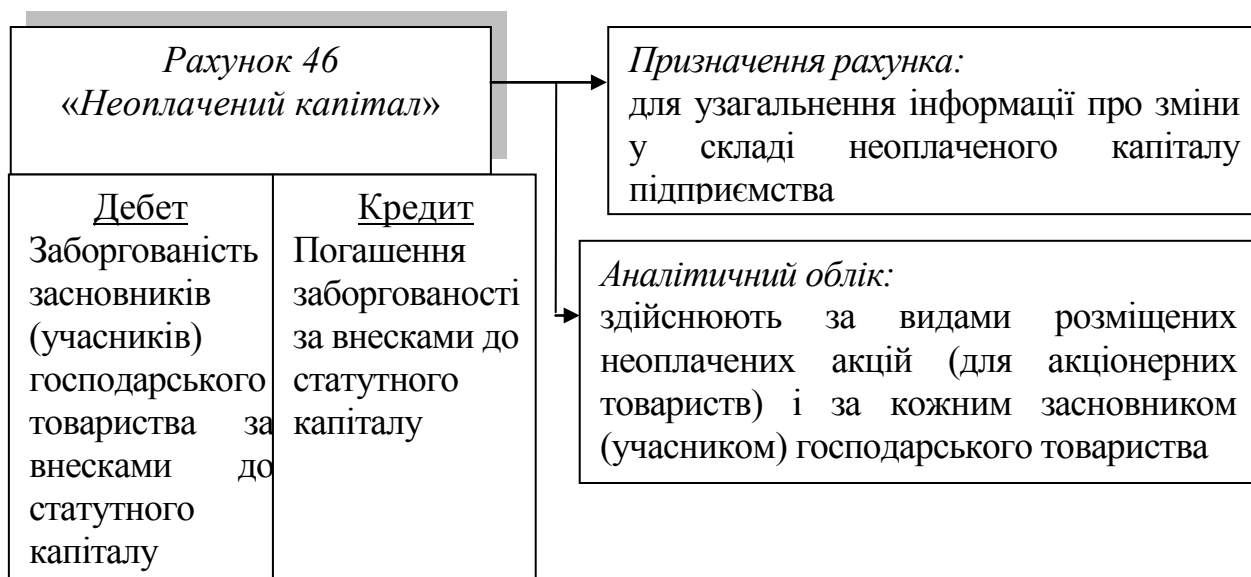 Рахунок 46
«Неоплачений капітал»
Дебет
Заборгованість
засновників
(учасників)
господарського
товариства за
внесками до
статутного
капіталу
Кредит
Погашення
заборгованості
за внесками до
статутного
капіталу
Призначення рахунка:
для узагальнення інформації про зміни
у складі неоплаченого капіталу
підприємства
Аналітичний облік:
здійснюють за видами розміщених
неоплачених акцій (для акціонерних
товариств) і за кожним засновником
(учасником) господарського товариства